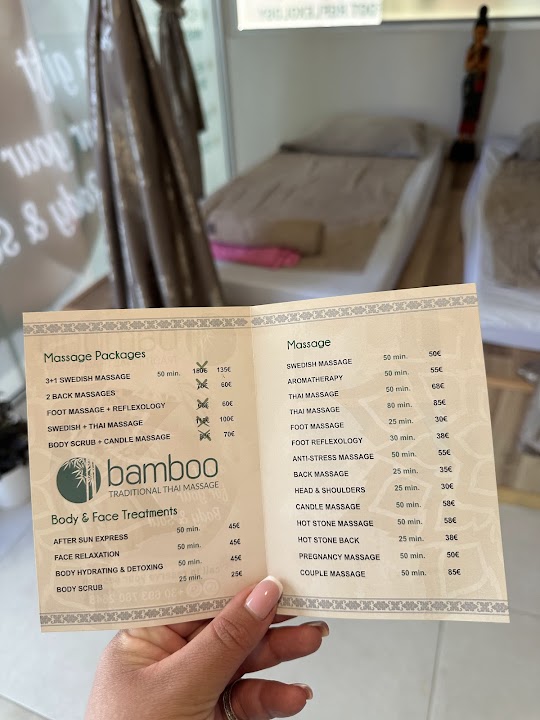 gift
your
Body & S
Massage Packages
3+1 SWEDISH MASSAGE 50 min. 180€ 135€
2 BACK MASSAGES 60€
FOOT MASSAGE + REFLEXOLOGY 60€
SWEDISH + THAI MASSAGE 100€
BODY SCRUB + CANDLE MASSAGE 70€
bamboo
TRADITIONAL THAI MASSAGE
Body & Face Treatments
AFTER SUN EXPRESS 50 min. 45€
FACE RELAXATION 50 min. 45€
BODY HYDRATING & DETOXING 50 min. 45€
BODY SCRUB 25 min. 25€
Massage
SWEDISH MASSAGE 50 min. 50€
AROMATHERAPY 50 min. 55€
THAI MASSAGE 50 min. 68€
THAI MASSAGE 80 min. 85€
FOOT MASSAGE 25 min. 30€
FOOT REFLEXOLOGY 30 min. 38€
ANTI-STRESS MASSAGE 50 min. 55€
BACK MASSAGE 25 min. 35€
HEAD & SHOULDERS 25 min. 30€
CANDLE MASSAGE 50 min. 58€
HOT STONE MASSAGE 50 min. 58€
HOT STONE BACK 25 min. 38€
PREGNANCY MASSAGE 50 min. 50€
COUPLE MASSAGE 50 min. 85€